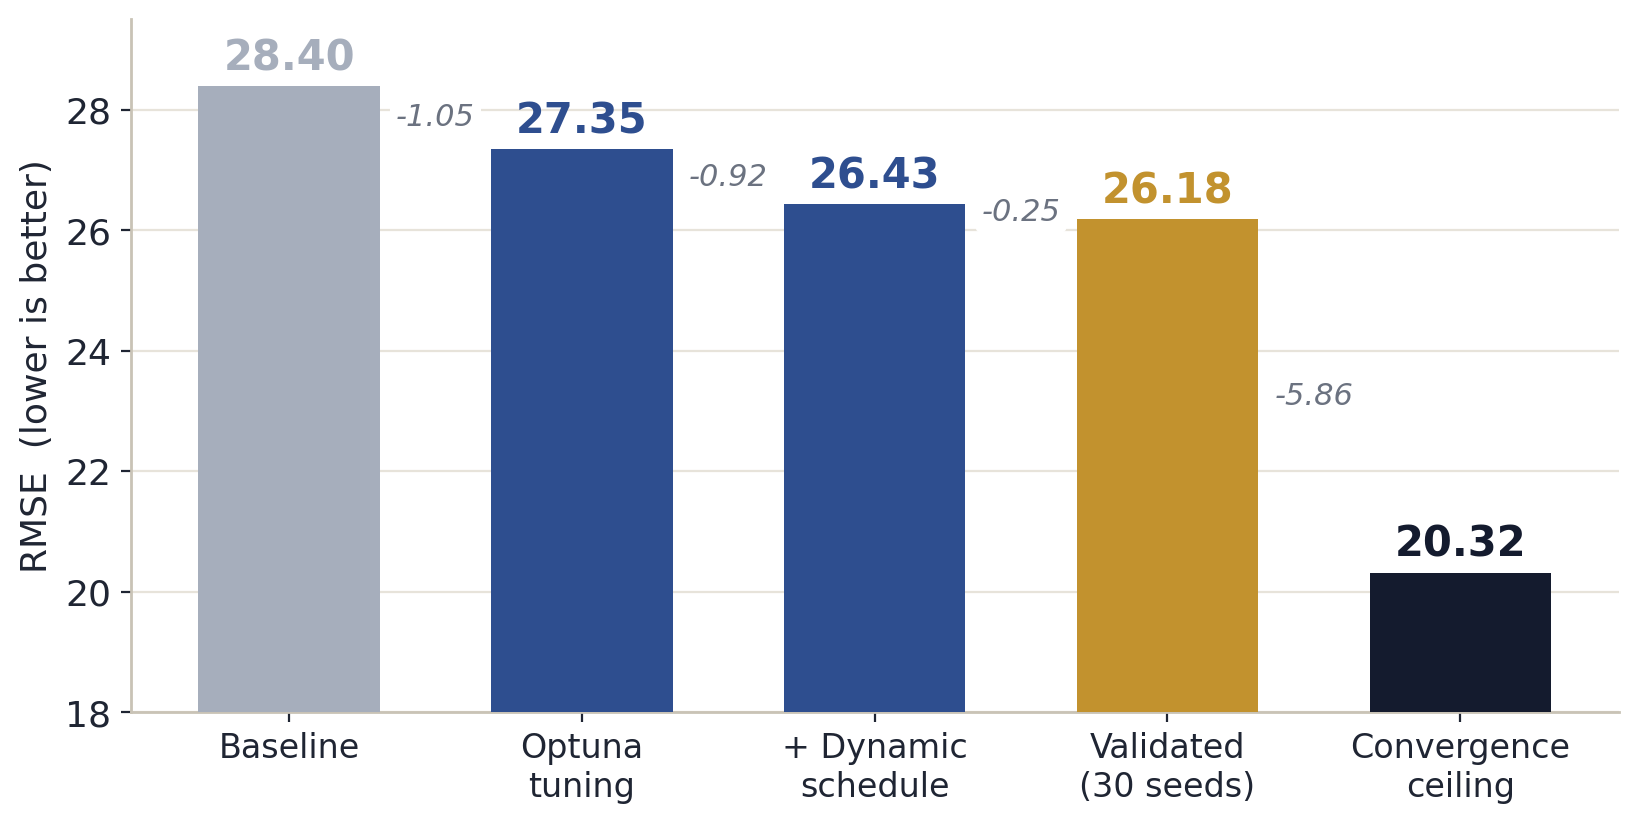 28.40
-1.05
27.35
-0.92
26.43
-0.25
26.18
-5.86
20.32
RMSE (lower is better)
28
26
24
22
20
18
Baseline
Optuna
tuning
+ Dynamic
schedule
Validated
(30 seeds)
Convergence
ceiling